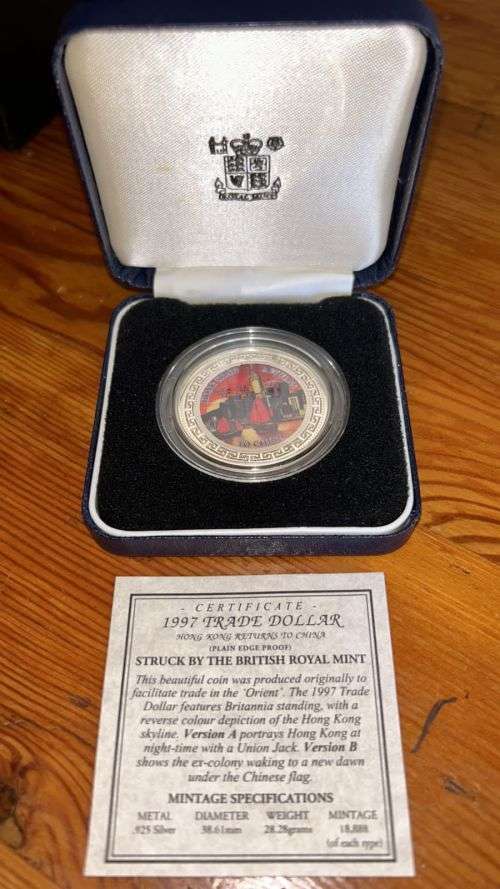 ROYAL MINT
TO CHINA
- CERTIFICATE -
1997 TRADE DOLLAR
HONG KONG RETURNS TO CHINA
(PLAIN EDGE PROOF)
STRUCK BY THE BRITISH ROYAL MINT
This beautiful coin was produced originally to
facilitate trade in the 'Orient'. The 1997 Trade
Dollar features Britannia standing, with a
reverse colour depiction of the Hong Kong
skyline. Version A portrays Hong Kong at
night-time with a Union Jack. Version B
shows the ex-colony waking to a new dawn
under the Chinese flag.
MINTAGE SPECIFICATIONS
METAL DIAMETER WEIGHT MINTAGE
.925 Silver 38.61mm 28.28grams 18,888
(of each type)